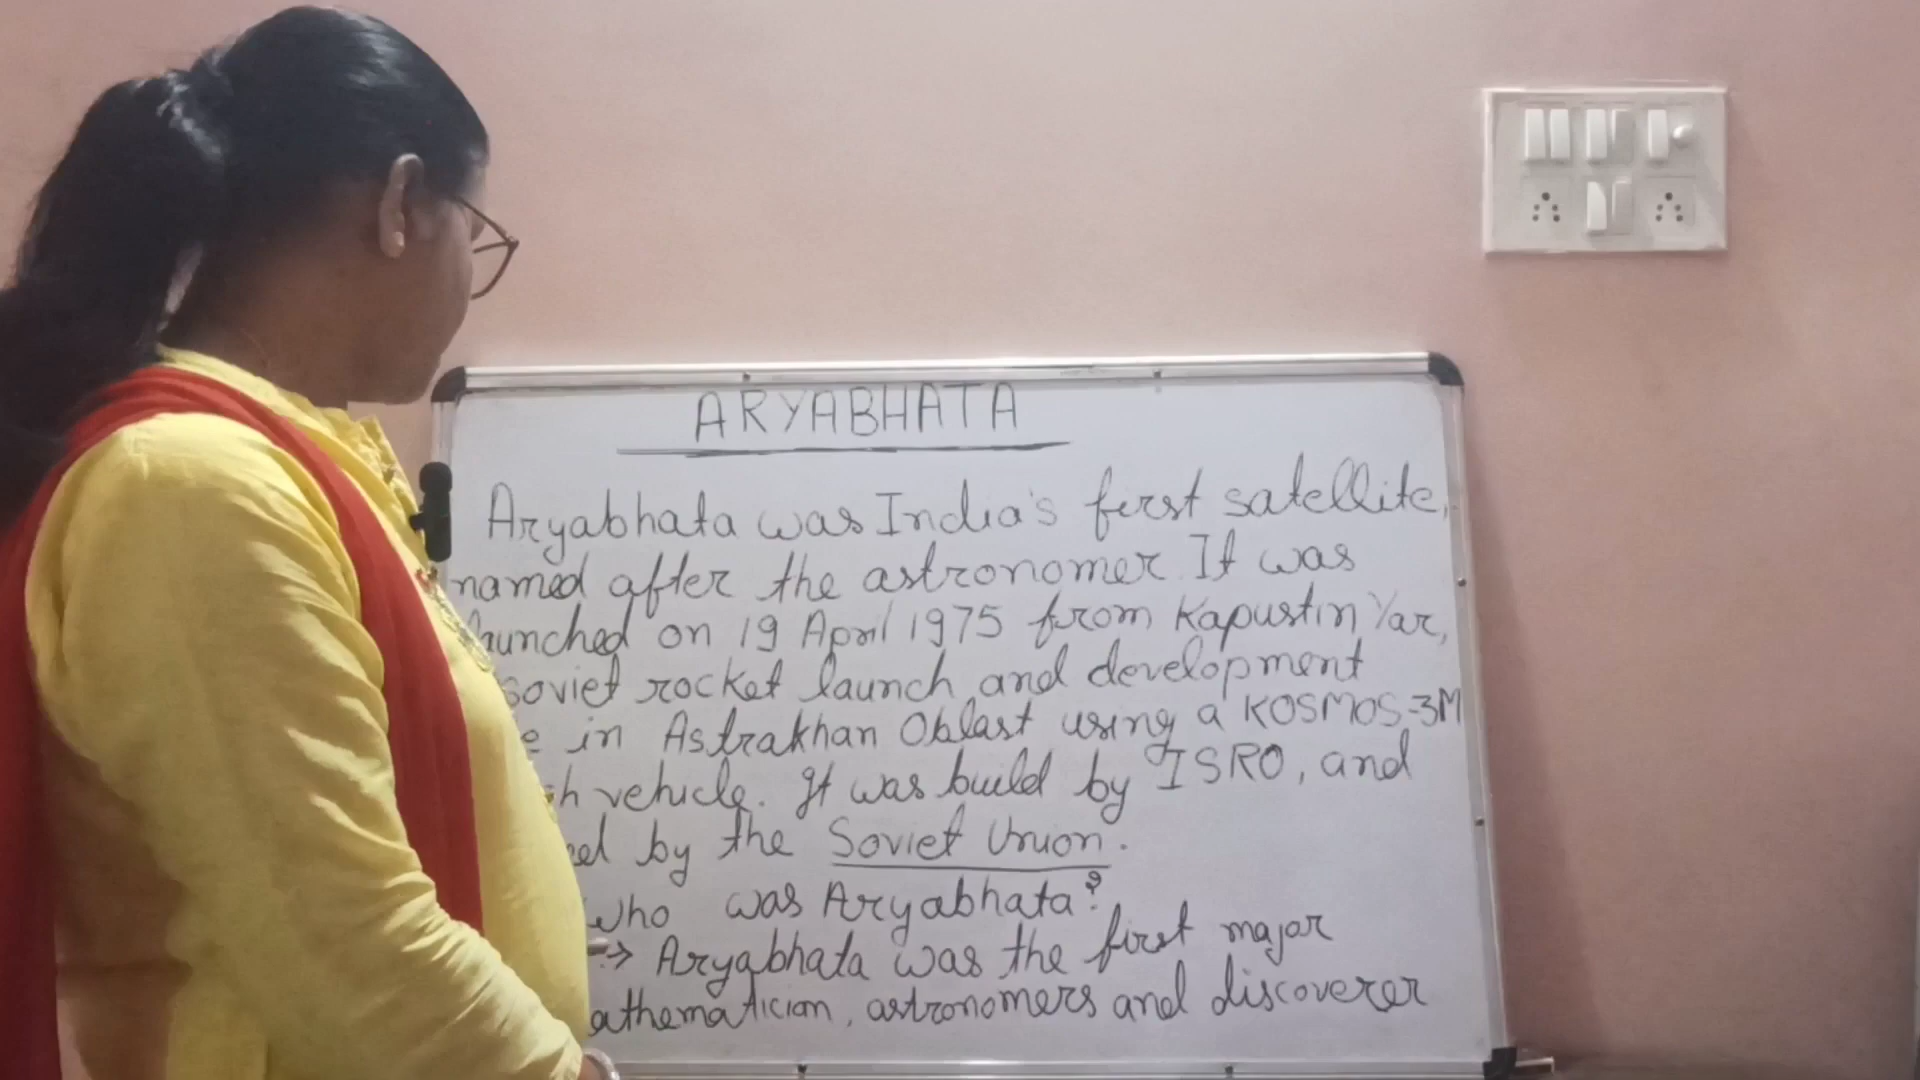 ARYABHATA
Aryabhata was India's first satellite,
named after the astronomer. It was
launched on 19 April 1975 from Kapustin Yar,
soviet rocket launch and development
in Astrakhan Oblast using a KOSMOS-3M
vehicle. It was build by ISRO, and
by the Soviet Union.
who was Aryabhata?
=> Aryabhata was the first major
athematician, astronomers and discoverer